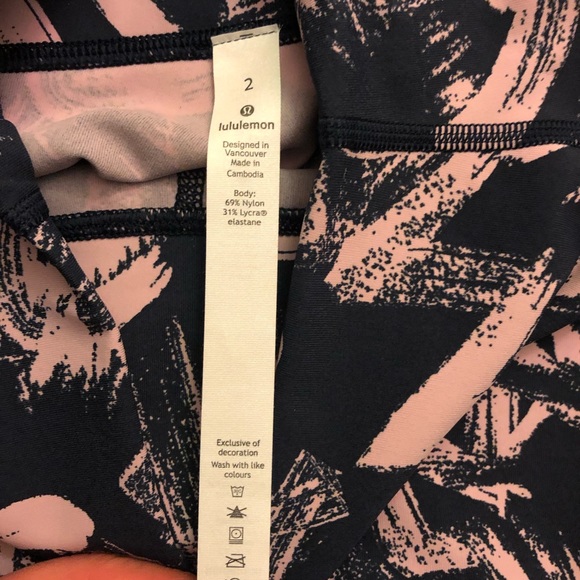 2
lululemon
Designed in
Vancouver
Made in
Cambodia
Body:
69% Nylon
31% Lycra®
elastane
Exclusive of
decoration
Wash with like
colours